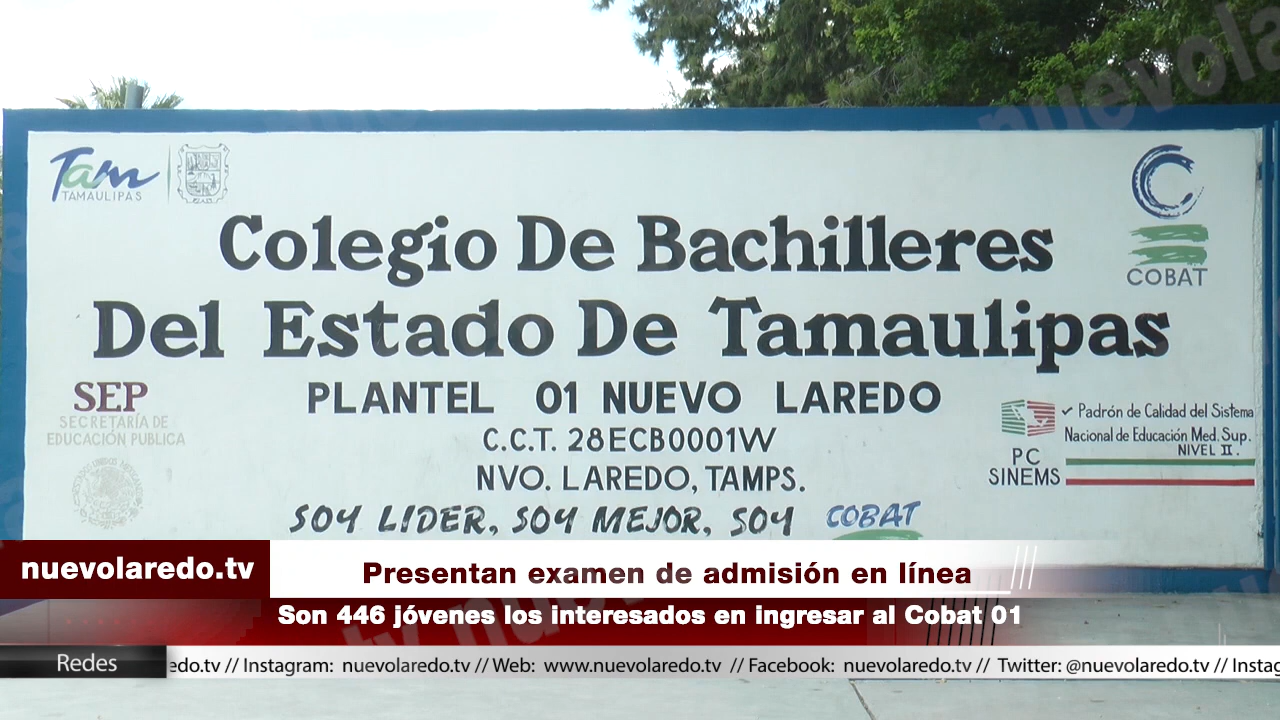 Tam
TAMAULIPAS
COBAT
Colegio De Bachilleres
Del Estado De Tamaulipas
SEP
SECRETARÍA DE
EDUCACIÓN PUBLICA
PLANTEL 01 NUEVO LAREDO
C.C.T. 28ECB0001W
NVO. LAREDO, TAMPS.
SOY LIDER, SOY MEJOR, SOY COBAT
PC
SINEMS
✓ Padrón de Calidad del Sistema
Nacional de Educación Med. Sup.
NIVEL II.
nuevolaredo.tv
Presentan examen de admisión en línea
Son 446 jóvenes los interesados en ingresar al Cobat 01
Redes
edo.tv // Instagram: nuevolaredo.tv // Web: www.nuevolaredo.tv // Facebook: nuevolaredo.tv // Twitter: @nuevolaredo.tv // Instag